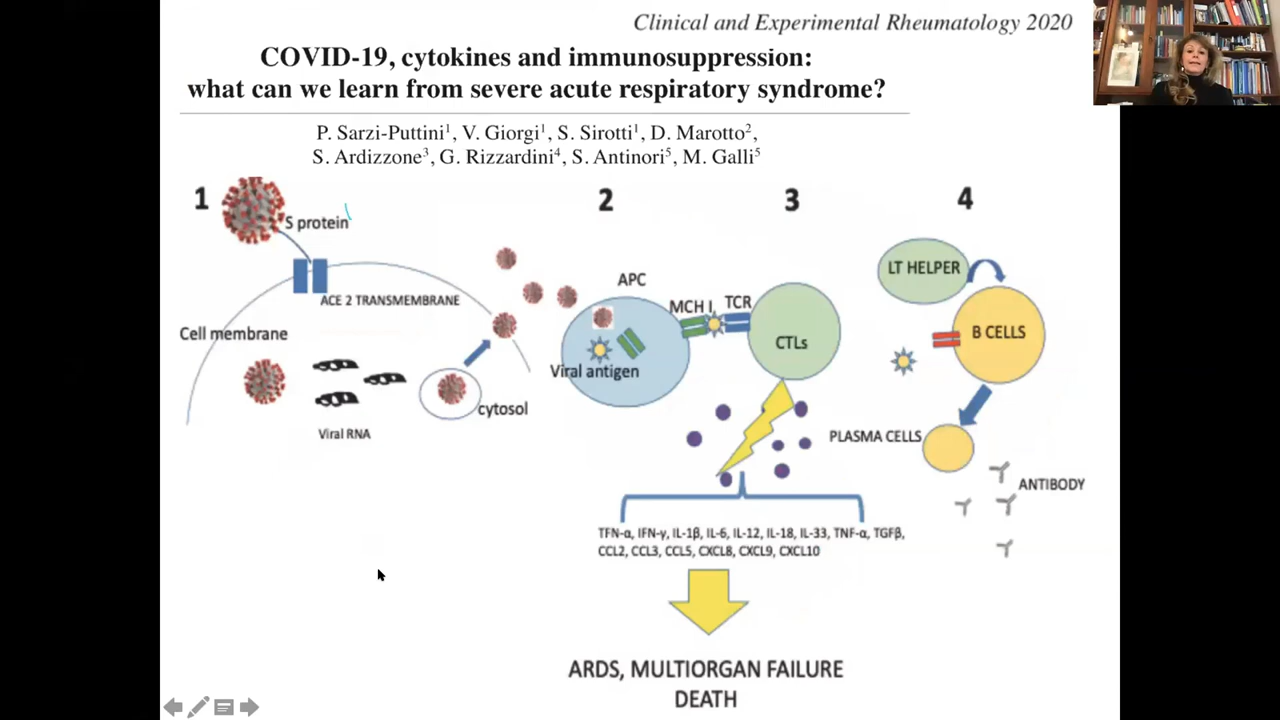 Clinical and Experimental Rheumatology 2020
COVID-19, cytokines and immunosuppression:
what can we learn from severe acute respiratory syndrome?
P. Sarzi-Puttini¹, V. Giorgi¹, S. Sirotti¹, D. Marotto²,
S. Ardizzone³, G. Rizzardini⁴, S. Antinori⁵, M. Galli⁵
1
2
3
4
S protein
ACE 2 TRANSMEMBRANE
Cell membrane
Viral RNA
cytosol
APC
MCH I
TCR
Viral antigen
CTLs
LT HELPER
B CELLS
PLASMA CELLS
ANTIBODY
TFN-α, IFN-γ, IL-1β, IL-6, IL-12, IL-18, IL-33, TNF-α, TGFβ,
CCL2, CCL3, CCL5, CXCL8, CXCL9, CXCL10
ARDS, MULTIORGAN FAILURE
DEATH